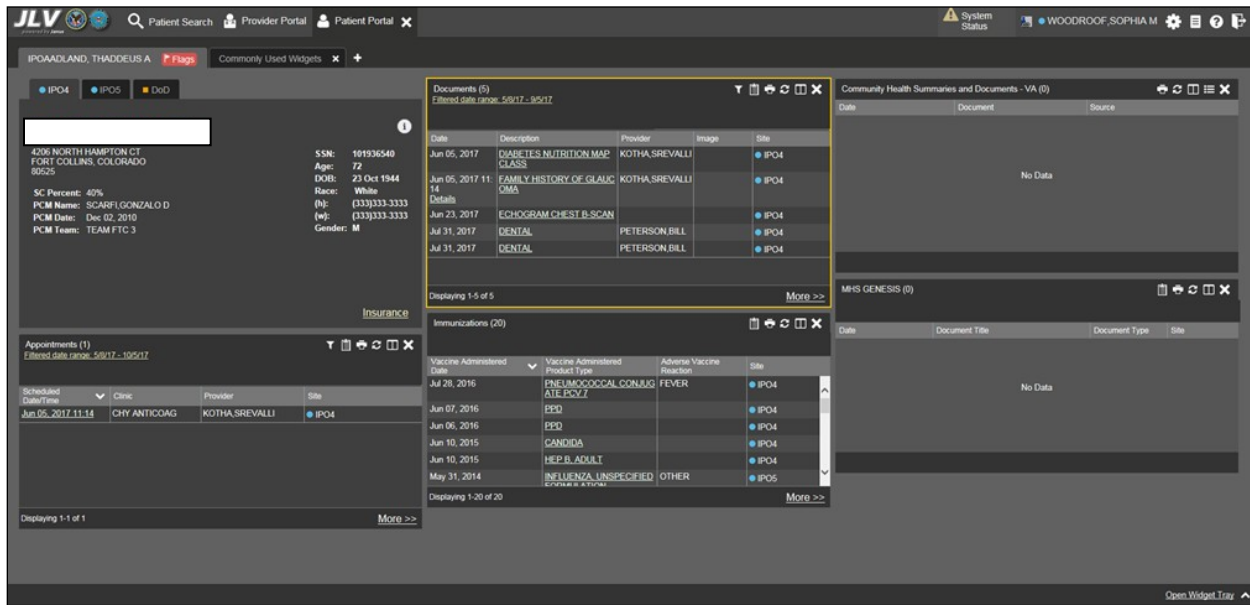 JLV
powered by Janus
Patient Search
Provider Portal
Patient Portal
System
Status
WOODROOF,SOPHIA M
IPOAADLAND, THADDEUS A
Flags
Commonly Used Widgets
IPO4
IPO5
DoD
4206 NORTH HAMPTON CT
FORT COLLINS, COLORADO
80525
SC Percent: 40%
PCM Name: SCARFI,GONZALO D
PCM Date: Dec 02, 2010
PCM Team: TEAM FTC 3
SSN: 101936540
Age: 72
DOB: 23 Oct 1944
Race: White
(h): (333)333-3333
(w): (333)333-3333
Gender: M
Insurance
Appointments (1)
Filtered date range: 5/8/17 - 10/5/17
Scheduled
Date/Time
Clinic
Provider
Site
Jun 05, 2017 11:14
CHY ANTICOAG
KOTHA,SREVALLI
IPO4
Displaying 1-1 of 1
More >>
Documents (5)
Filtered date range: 5/8/17 - 9/5/17
Date
Description
Provider
Image
Site
Jun 05, 2017
DIABETES NUTRITION MAP
CLASS
KOTHA,SREVALLI
IPO4
Jun 05, 2017 11:
14
Details
FAMILY HISTORY OF GLAUC
OMA
KOTHA,SREVALLI
IPO4
Jun 23, 2017
ECHOGRAM CHEST B-SCAN
IPO4
Jul 31, 2017
DENTAL
PETERSON,BILL
IPO4
Jul 31, 2017
DENTAL
PETERSON,BILL
IPO4
Displaying 1-5 of 5
More >>
Immunizations (20)
Vaccine Administered
Date
Vaccine Administered
Product Type
Adverse Vaccine
Reaction
Site
Jul 28, 2016
PNEUMOCOCCAL CONJUG
ATE PCV 7
FEVER
IPO4
Jun 07, 2016
PPD
IPO4
Jun 06, 2016
PPD
IPO4
Jun 10, 2015
CANDIDA
IPO4
Jun 10, 2015
HEP B, ADULT
IPO4
May 31, 2014
INFLUENZA, UNSPECIFIED
FORMULATION
OTHER
IPO5
Displaying 1-20 of 20
More >>
Community Health Summaries and Documents - VA (0)
Date
Document
Source
No Data
MHS GENESIS (0)
Date
Document Title
Document Type
Site
No Data
Open Widget Tray